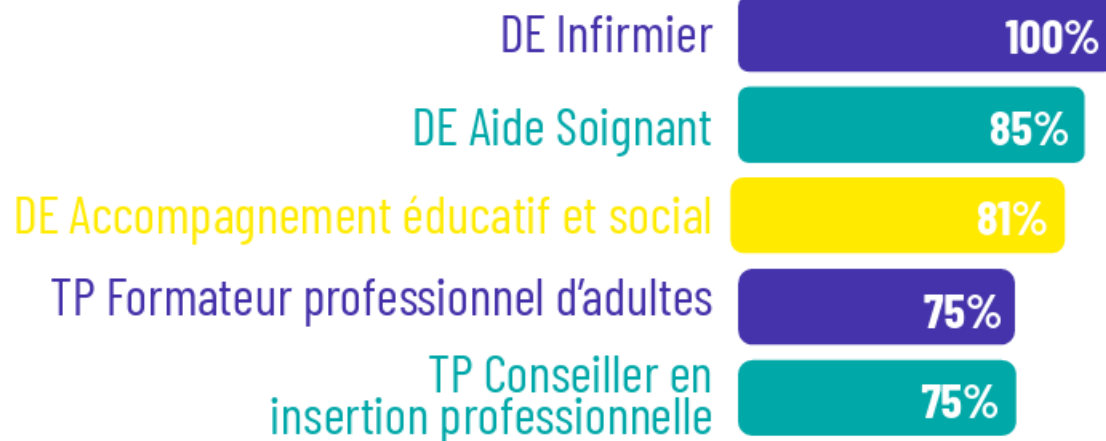 DE Infirmier 100%
DE Aide Soignant 85%
DE Accompagnement éducatif et social 81%
TP Formateur professionnel d’adultes 75%
TP Conseiller en
insertion professionnelle 75%